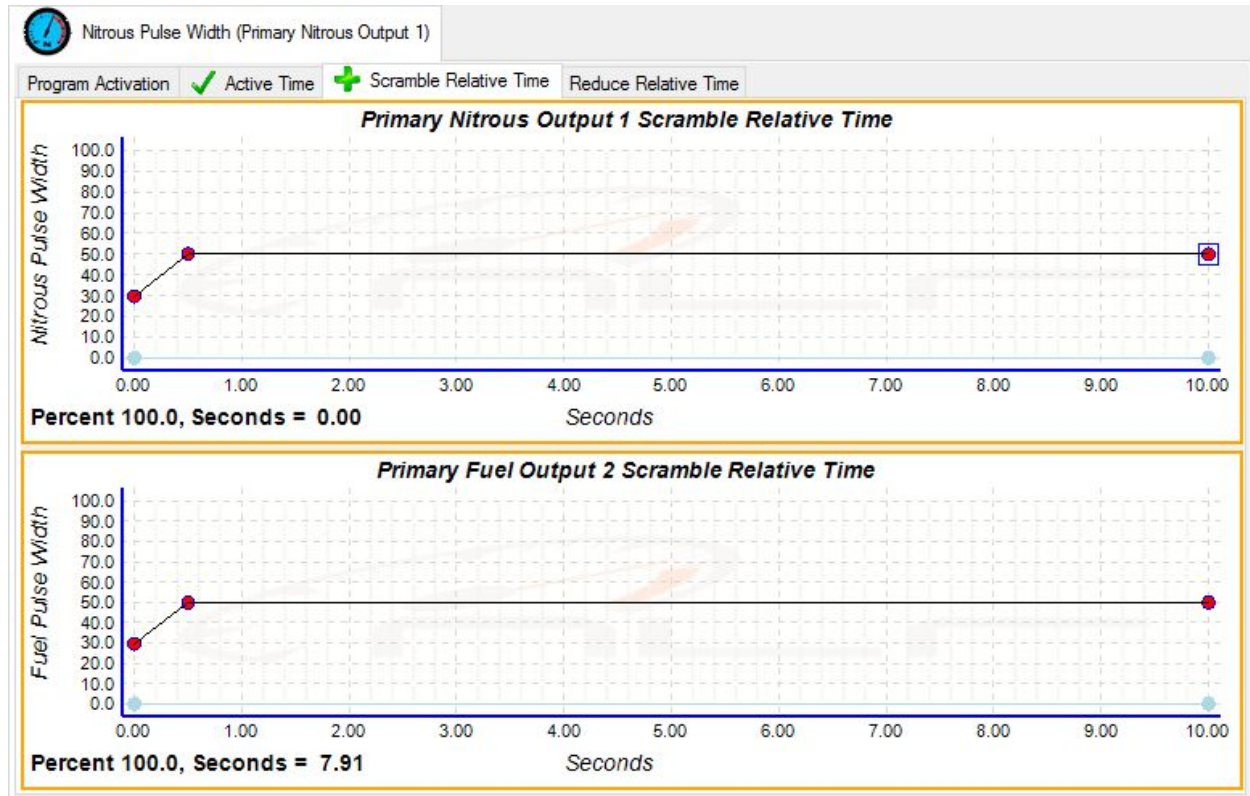 Nitrous Pulse Width (Primary Nitrous Output 1)
Program Activation Active Time Scramble Relative Time Reduce Relative Time
Primary Nitrous Output 1 Scramble Relative Time
Nitrous Pulse Width
100.0
90.0
80.0
70.0
60.0
50.0
40.0
30.0
20.0
10.0
0.0
0.00 1.00 2.00 3.00 4.00 5.00 6.00 7.00 8.00 9.00 10.00
Percent 100.0, Seconds = 0.00 Seconds
Primary Fuel Output 2 Scramble Relative Time
Fuel Pulse Width
100.0
90.0
80.0
70.0
60.0
50.0
40.0
30.0
20.0
10.0
0.0
0.00 1.00 2.00 3.00 4.00 5.00 6.00 7.00 8.00 9.00 10.00
Percent 100.0, Seconds = 7.91 Seconds